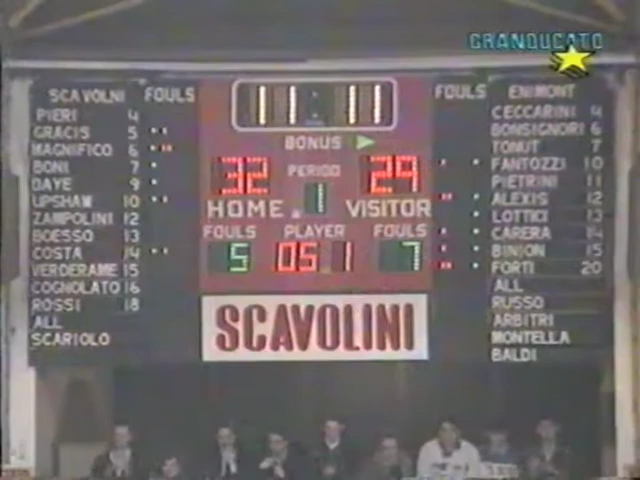 GRANDUCATO
SCAVOLNI FOULS
PIERI 4
GRACIS 5
MAGNIFICO 6
BONI 7
DAYE 9
UPSHAW 10
ZAMPOLINI 12
BOESSO 13
COSTA 14
VERDERAME 15
COGNOLATO 16
ROSSI 18
ALL
SCARIOLO
11:11
BONUS
32 PERIOD 29
1
HOME VISITOR
FOULS PLAYER FOULS
5 05 1 7
SCAVOLINI
FOULS ENIMONT
CECCARINI 4
BONSIGNORI 6
TONUT 7
FANTOZZI 10
PIETRINI 11
ALEXIS 12
LOTTICI 13
CARERA 14
BINION 15
FORTI 20
ALL
RUSSO
ARBITRI
MONTELLA
BALDI